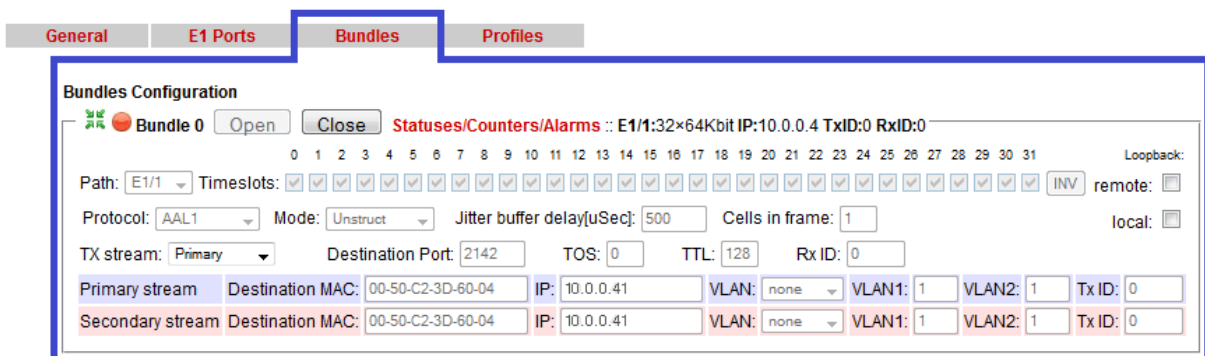 General E1 Ports Bundles Profiles
Bundles Configuration
Bundle 0 Open Close Statuses/Counters/Alarms :: E1/1:32×64Kbit IP:10.0.0.4 TxID:0 RxID:0
0 1 2 3 4 5 6 7 8 9 10 11 12 13 14 15 16 17 18 19 20 21 22 23 24 25 26 27 28 29 30 31 Loopback:
Path: E1/1 Timeslots: INV remote:
Protocol: AAL1 Mode: Unstruct Jitter buffer delay[uSec]: 500 Cells in frame: 1 local:
TX stream: Primary Destination Port: 2142 TOS: 0 TTL: 128 Rx ID: 0
Primary stream Destination MAC: 00-50-C2-3D-60-04 IP: 10.0.0.41 VLAN: none VLAN1: 1 VLAN2: 1 Tx ID: 0
Secondary stream Destination MAC: 00-50-C2-3D-60-04 IP: 10.0.0.41 VLAN: none VLAN1: 1 VLAN2: 1 Tx ID: 0